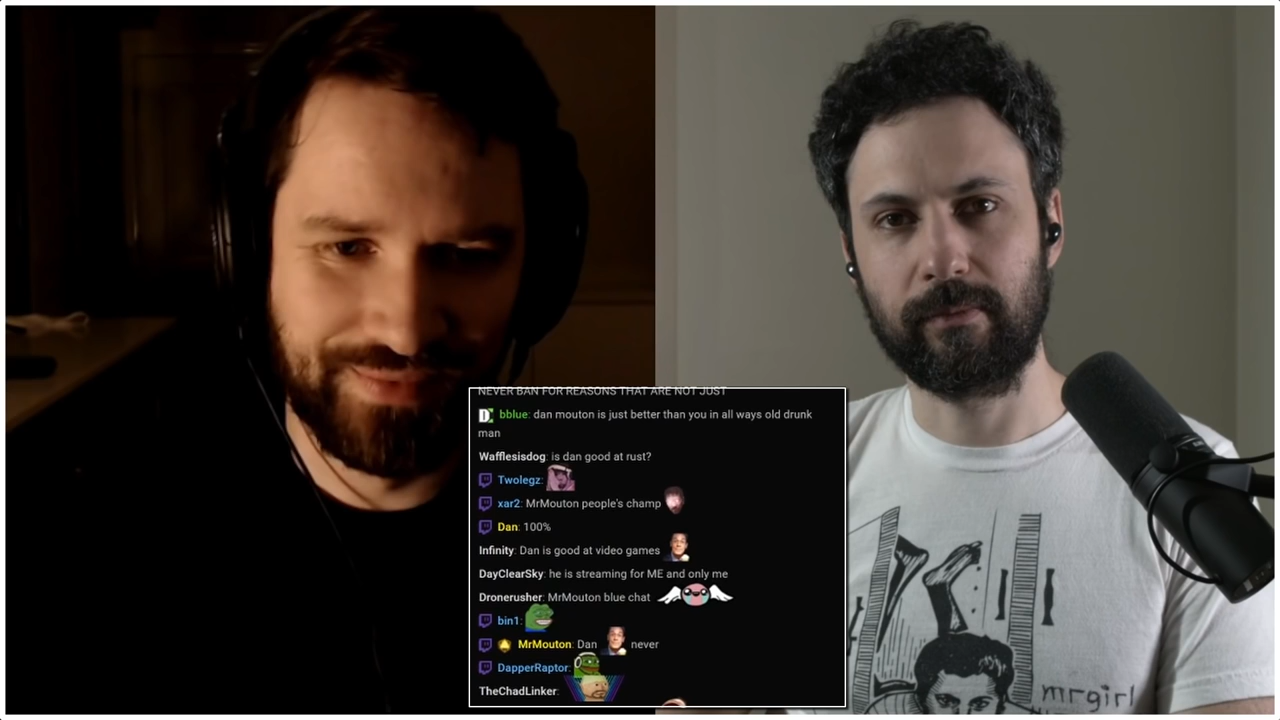 NEVER BAN FOR REASONS THAT ARE NOT JUST
bblue: dan mouton is just better than you in all ways old drunk
man
Wafflesisdog: is dan good at rust?
Twolegz:
xar2: MrMouton people's champ
Dan: 100%
Infinity: Dan is good at video games
DayClearSky: he is streaming for ME and only me
Dronerusher: MrMouton blue chat
bin1:
MrMouton: Dan never
DapperRaptor:
TheChadLinker:
mrgirl